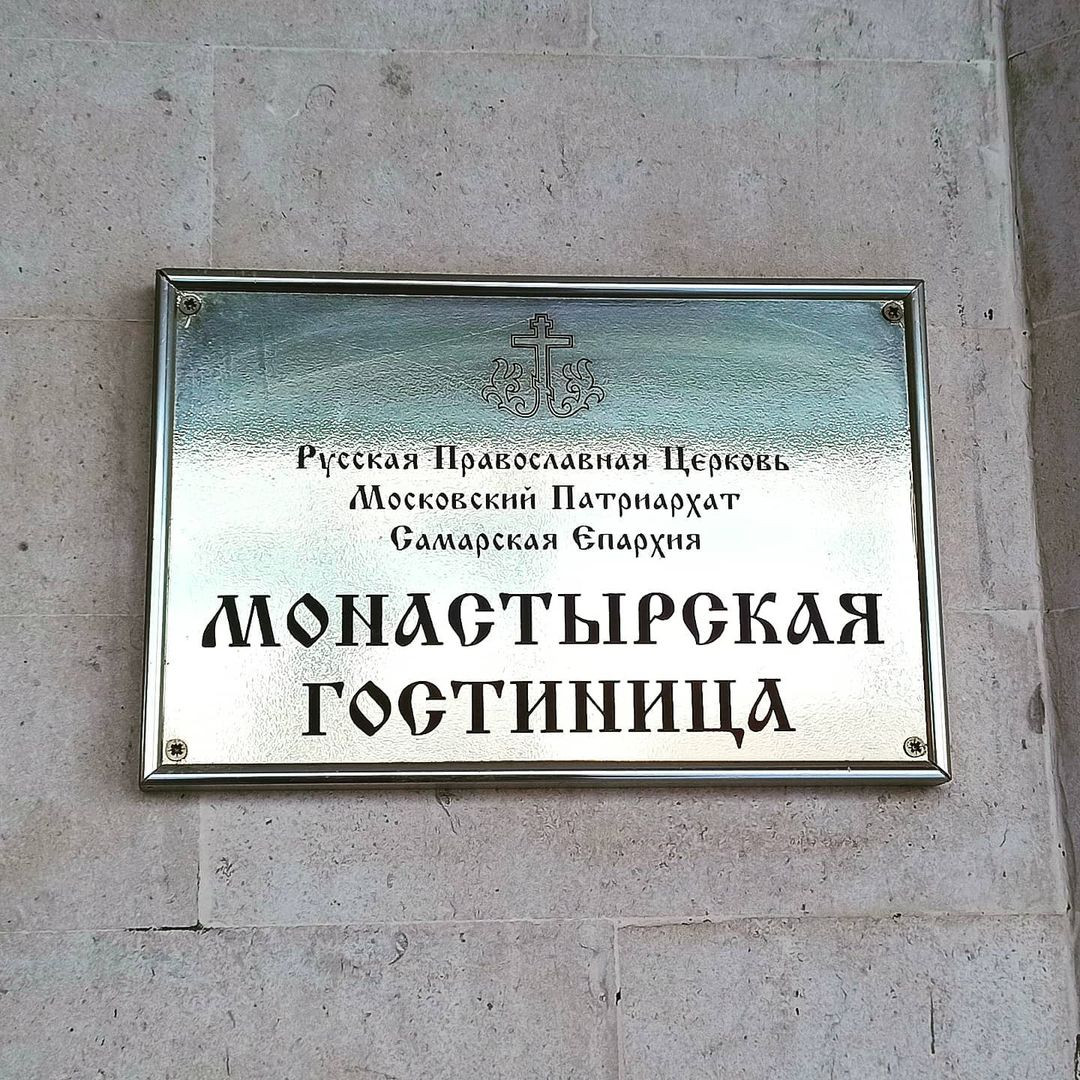 Русская Православная Церковь
Московский Патриархат
Самарская Епархия
МОНАСТЫРСКАЯ
ГОСТИНИЦА